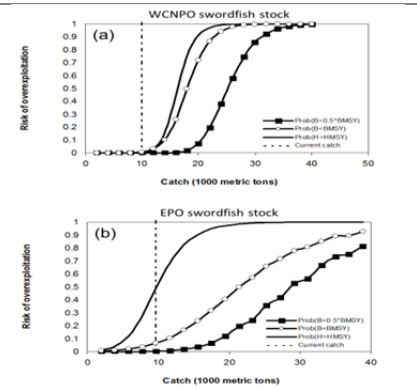 WCNPO swordfish stock
(a)
Risk of overexploitation
1
0.9
0.8
0.7
0.6
0.5
0.4
0.3
0.2
0.1
0
Prob(B=0.5*BMSY)
Prob(B<BMSY)
Prob(H>HMSY)
Current catch
0 10 20 30 40 50
Catch (1000 metric tons)
EPO swordfish stock
(b)
Risk of overexploitation
1
0.9
0.8
0.7
0.6
0.5
0.4
0.3
0.2
0.1
0
Prob(B=0.5*BMSY)
Prob(B=BMSY)
Prob(H>HMSY)
Current catch
0 10 20 30 40
Catch (1000 metric tons)